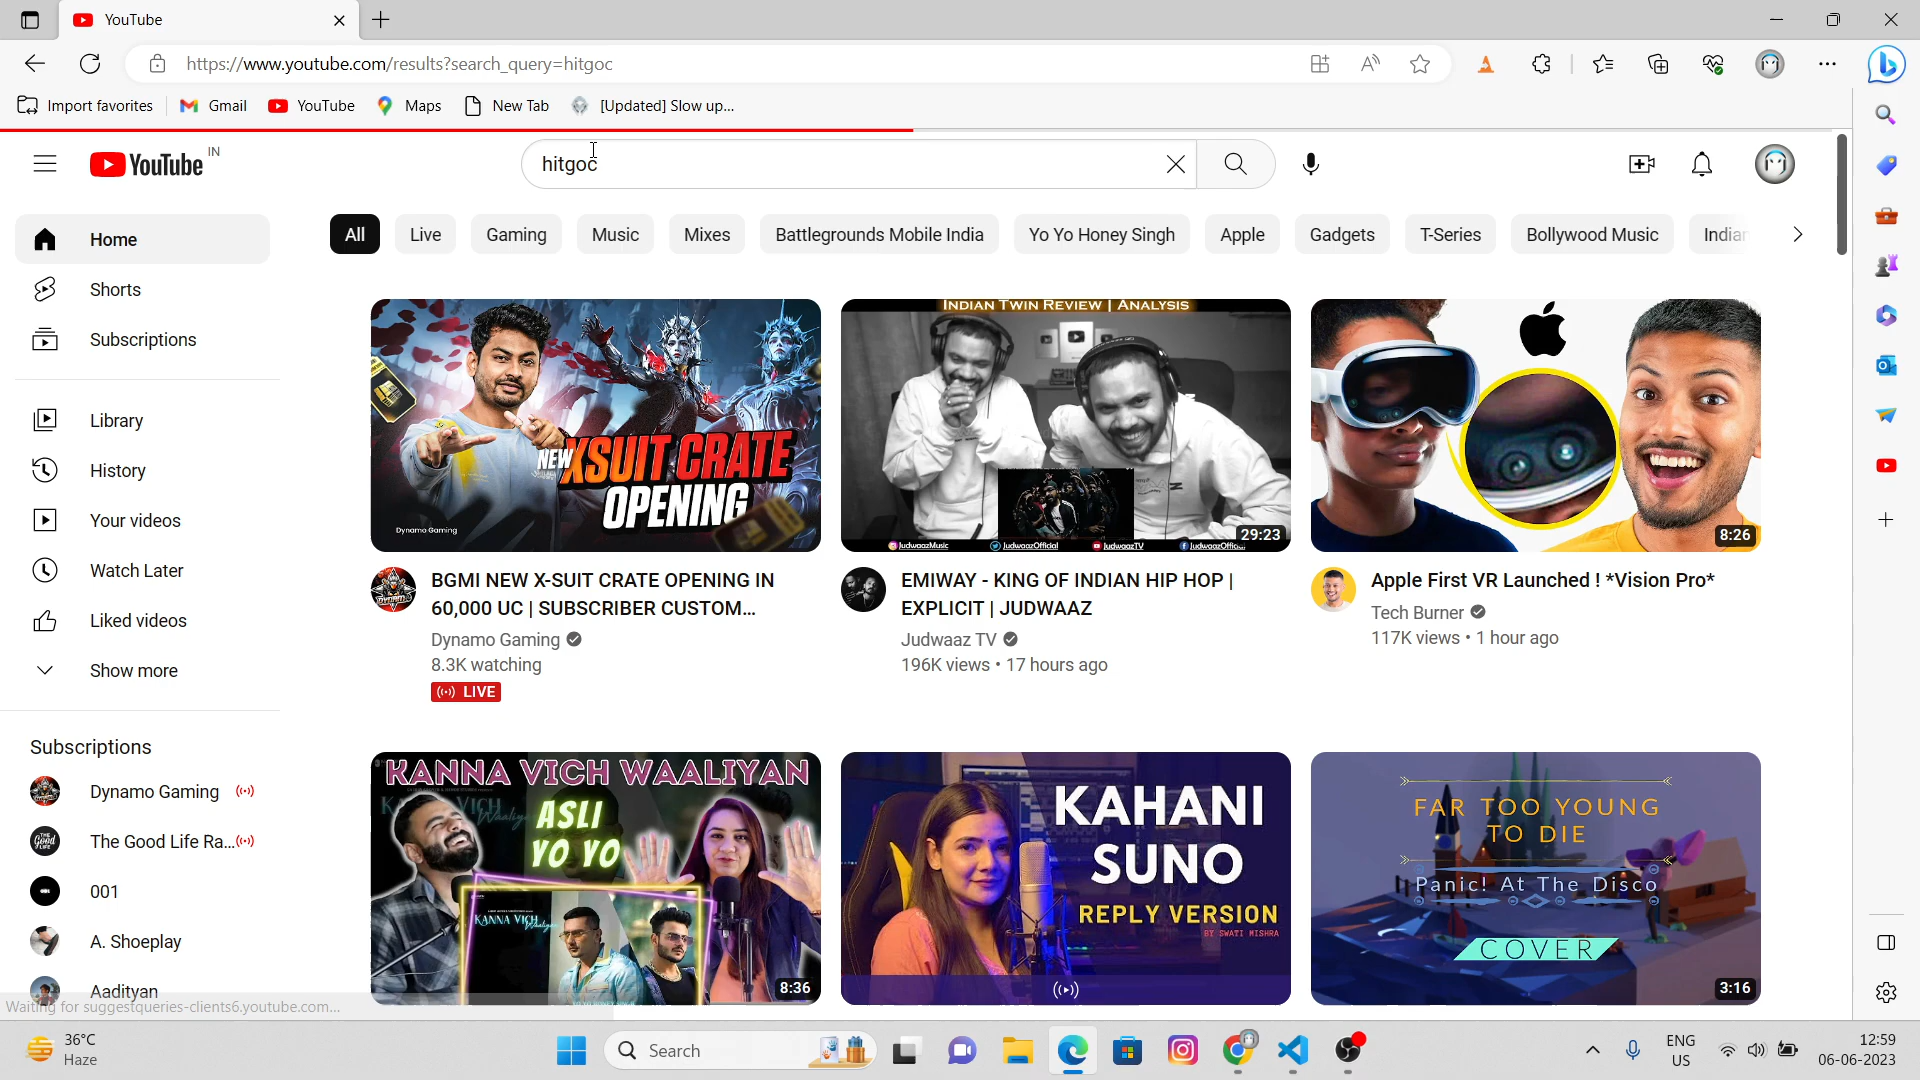 YouTube
https://www.youtube.com/results?search_query=hitgoc
Import favorites Gmail YouTube Maps New Tab [Updated] Slow up...
YouTube IN
hitgoc
Home
Shorts
Subscriptions
Library
History
Your videos
Watch Later
Liked videos
Show more
Subscriptions
Dynamo Gaming
The Good Life Ra...
001
A. Shoeplay
Aadityan
Waiting for suggestqueries-clients6.youtube.com...
All Live Gaming Music Mixes Battlegrounds Mobile India Yo Yo Honey Singh Apple Gadgets T-Series Bollywood Music Indian
NEW XSUIT CRATE
OPENING
Dynamo Gaming
BGMI NEW X-SUIT CRATE OPENING IN
60,000 UC | SUBSCRIBER CUSTOM...
Dynamo Gaming
8.3K watching
LIVE
INDIAN TWIN REVIEW | ANALYSIS
JudwaazMusic JudwaazOfficial JudwaazTV JudwaazOffic...
29:23
EMIWAY - KING OF INDIAN HIP HOP |
EXPLICIT | JUDWAAZ
Judwaaz TV
196K views • 17 hours ago
8:26
Apple First VR Launched ! *Vision Pro*
Tech Burner
117K views • 1 hour ago
KANNA VICH WAALIYAN
ASLI
YO YO
KANNA VICH
Waaliyan
8:36
KAHANI
SUNO
REPLY VERSION
BY SWATI MISHRA
FAR TOO YOUNG
TO DIE
Panic! At The Disco
COVER
3:16
36°C
Haze
Search
ENG
US
12:59
06-06-2023